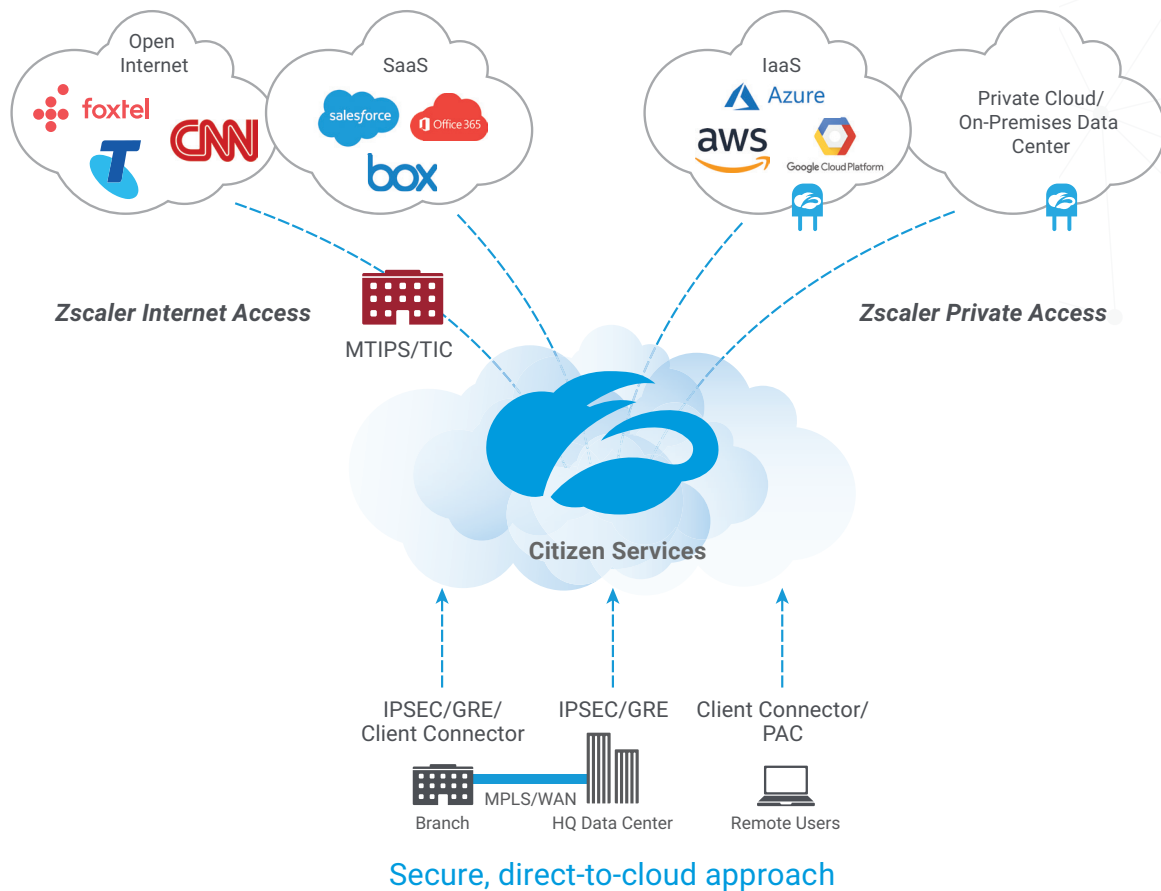 Open
Internet
foxtel
T
CNN
SaaS
salesforce
Office 365
box
IaaS
Azure
aws
Google Cloud Platform
Private Cloud/
On-Premises Data
Center
Zscaler Internet Access
MTIPS/TIC
Zscaler Private Access
Citizen Services
IPSEC/GRE/
Client Connector
IPSEC/GRE
Client Connector/
PAC
MPLS/WAN
Branch
HQ Data Center
Remote Users
Secure, direct-to-cloud approach